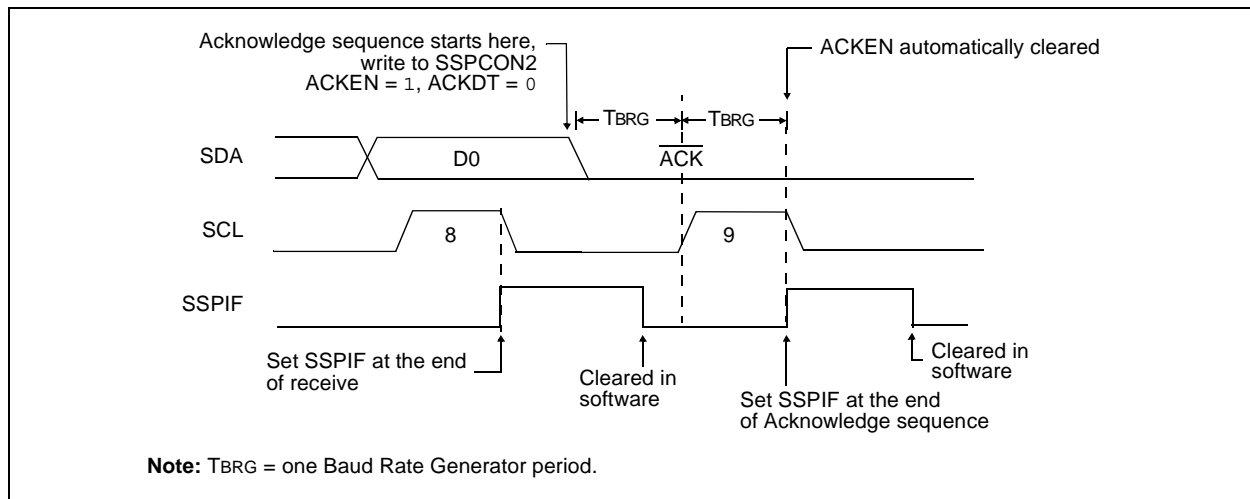 Acknowledge sequence starts here,
write to SSPCON2
ACKEN = 1, ACKDT = 0
ACKEN automatically cleared
TBRG
TBRG
SDA
D0
ACK
SCL
8
9
SSPIF
Set SSPIF at the end
of receive
Cleared in
software
Set SSPIF at the end
of Acknowledge sequence
Cleared in
software
Note: TBRG = one Baud Rate Generator period.